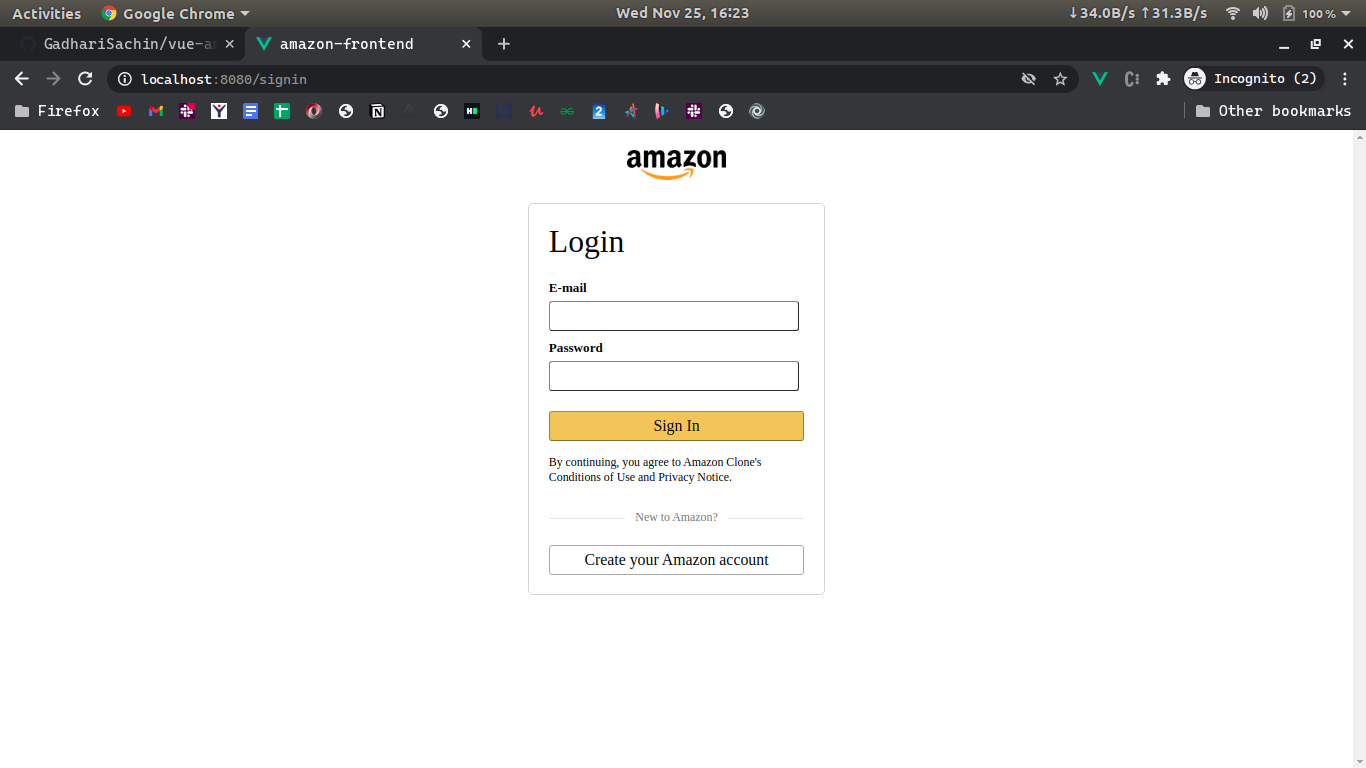 Activities Google Chrome Wed Nov 25, 16:23 ↓34.0B/s ↑31.3B/s 100%
GadhariSachin/vue-a amazon-frontend
localhost:8080/signin Incognito (2)
Firefox Other bookmarks
amazon
Login
E-mail
Password
Sign In
By continuing, you agree to Amazon Clone's
Conditions of Use and Privacy Notice.
New to Amazon?
Create your Amazon account